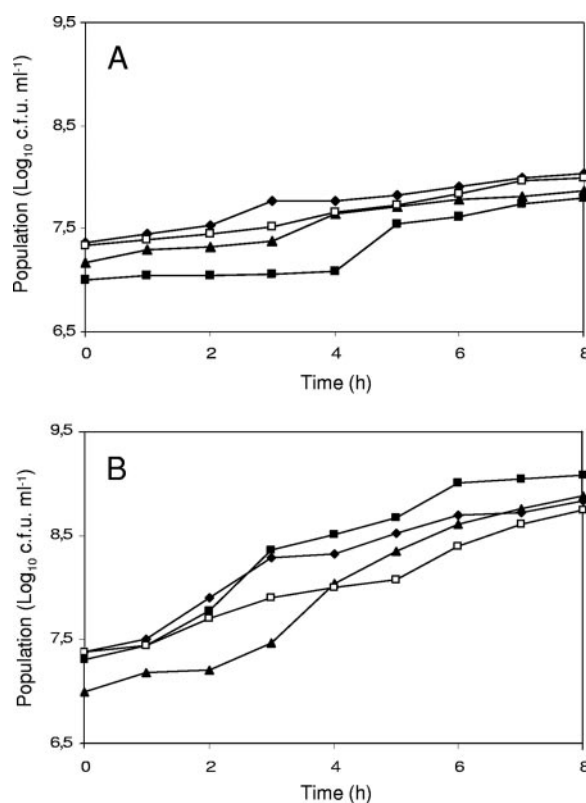 A
Population (Log₁₀ c.f.u. ml⁻¹)
9,5
8,5
7,5
6,5
0 2 4 6 8
Time (h)
B
Population (Log₁₀ c.f.u. ml⁻¹)
9,5
8,5
7,5
6,5
0 2 4 6 8
Time (h)